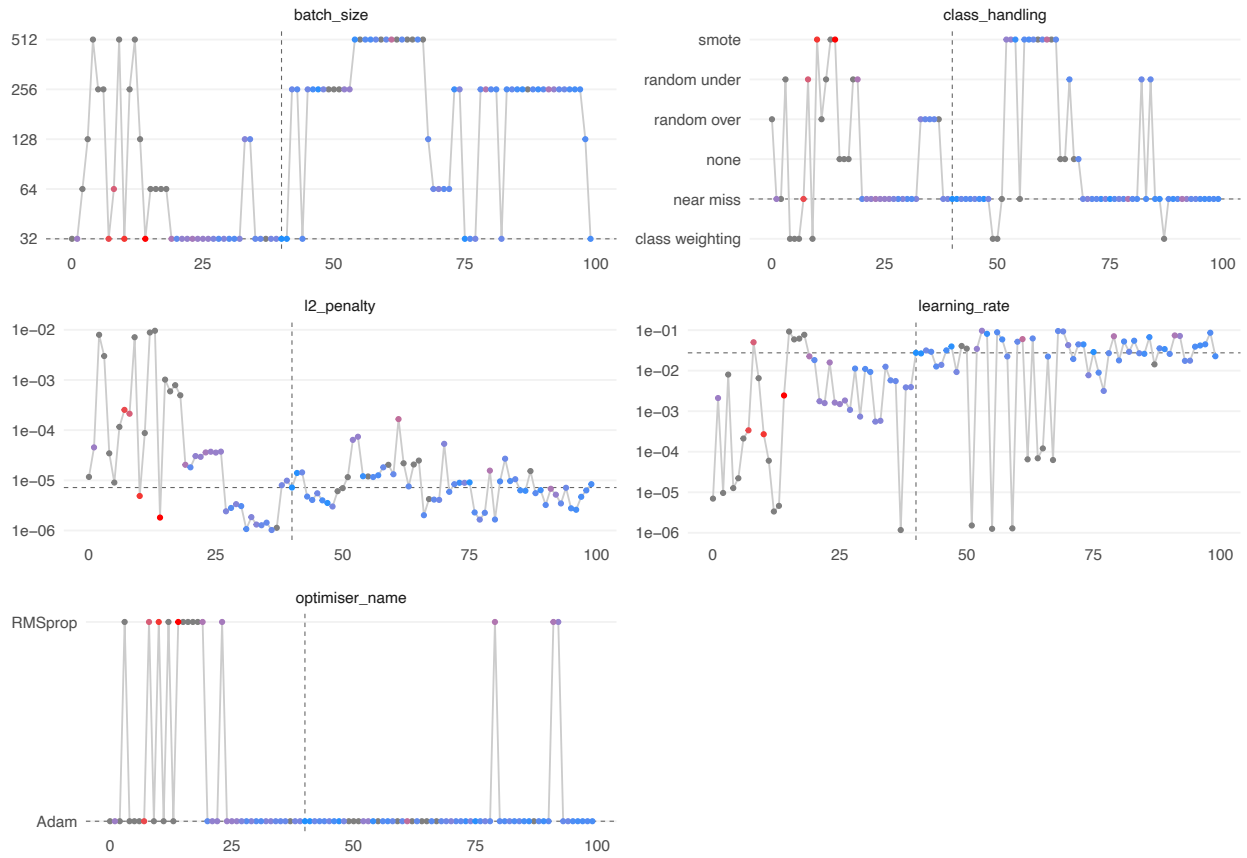 batch_size
512
256
128
64
32
0 25 50 75 100
class_handling
smote
random under
random over
none
near miss
class weighting
0 25 50 75 100
l2_penalty
1e−02
1e−03
1e−04
1e−05
1e−06
0 25 50 75 100
learning_rate
1e−01
1e−02
1e−03
1e−04
1e−05
1e−06
0 25 50 75 100
optimiser_name
RMSprop
Adam
0 25 50 75 100